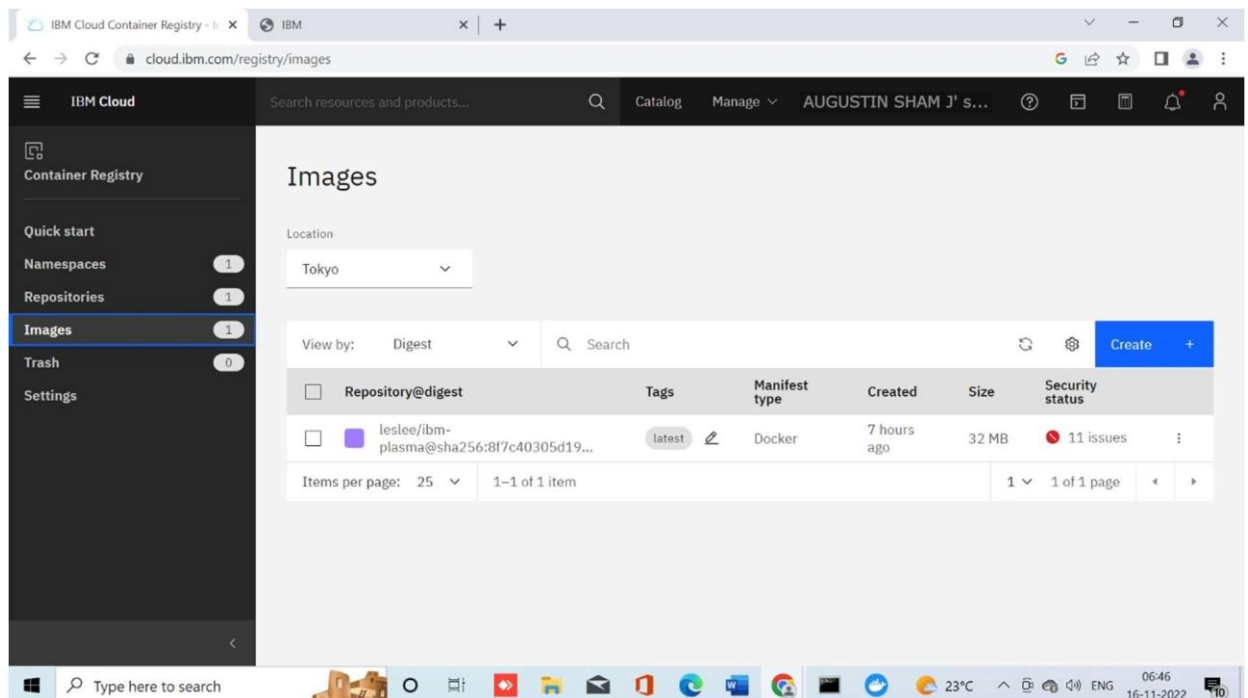 IBM Cloud Container Registry - I
IBM
cloud.ibm.com/registry/images
IBM Cloud
Search resources and products...
Catalog
Manage
AUGUSTIN SHAM J' s...
Container Registry
Quick start
Namespaces 1
Repositories 1
Images 1
Trash 0
Settings
Images
Location
Tokyo
View by: Digest
Search
Create +
Repository@digest Tags Manifest type Created Size Security status
leslee/ibm-
plasma@sha256:8f7c40305d19...
latest
Docker
7 hours
ago
32 MB
11 issues
Items per page: 25
1–1 of 1 item
1
1 of 1 page
Type here to search
23°C
ENG
06:46
16-11-2022
10